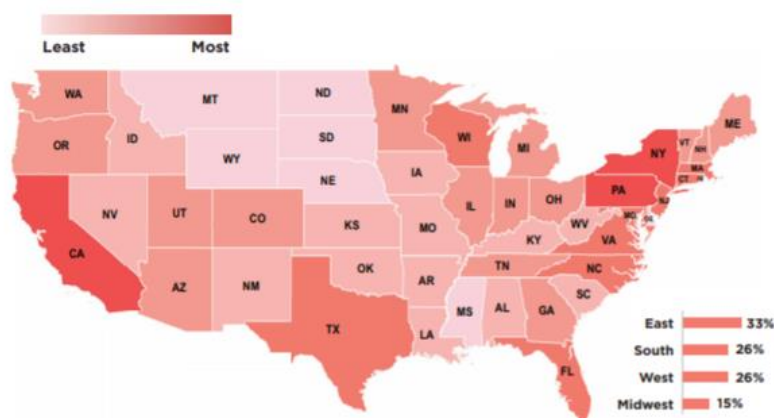 Least Most
WA
MT
ND
MN
ME
OR
ID
SD
WI
MI
VT
NH
NY
WY
MA
CT
IA
NE
PA
NJ
NV
UT
CO
IL
IN
OH
MD
KS
MO
WV
VA
KY
CA
OK
TN
NC
AZ
NM
AR
SC
MS
AL
GA
TX
LA
FL
East 33%
South 26%
West 26%
Midwest 15%